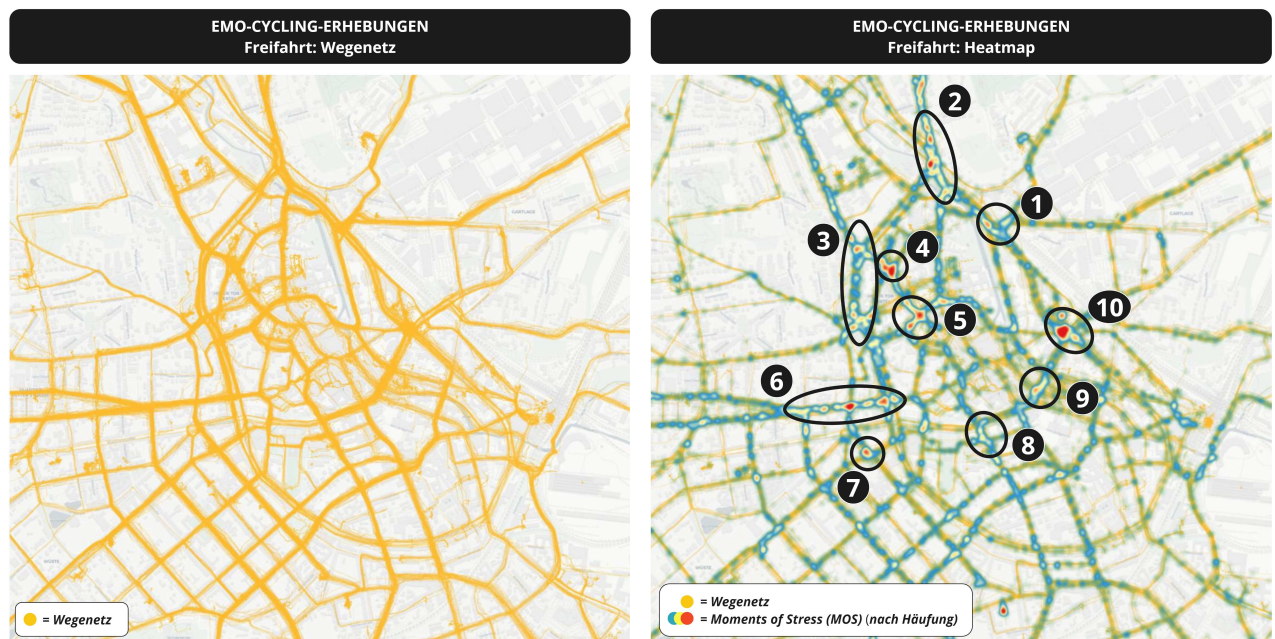 EMO-CYCLING-ERHEBUNGEN
Freifahrt: Wegenetz
= Wegenetz
EMO-CYCLING-ERHEBUNGEN
Freifahrt: Heatmap
2
1
3
4
10
5
6
9
8
7
GARTLAGE
= Wegenetz
= Moments of Stress (MOS) (nach Häufung)